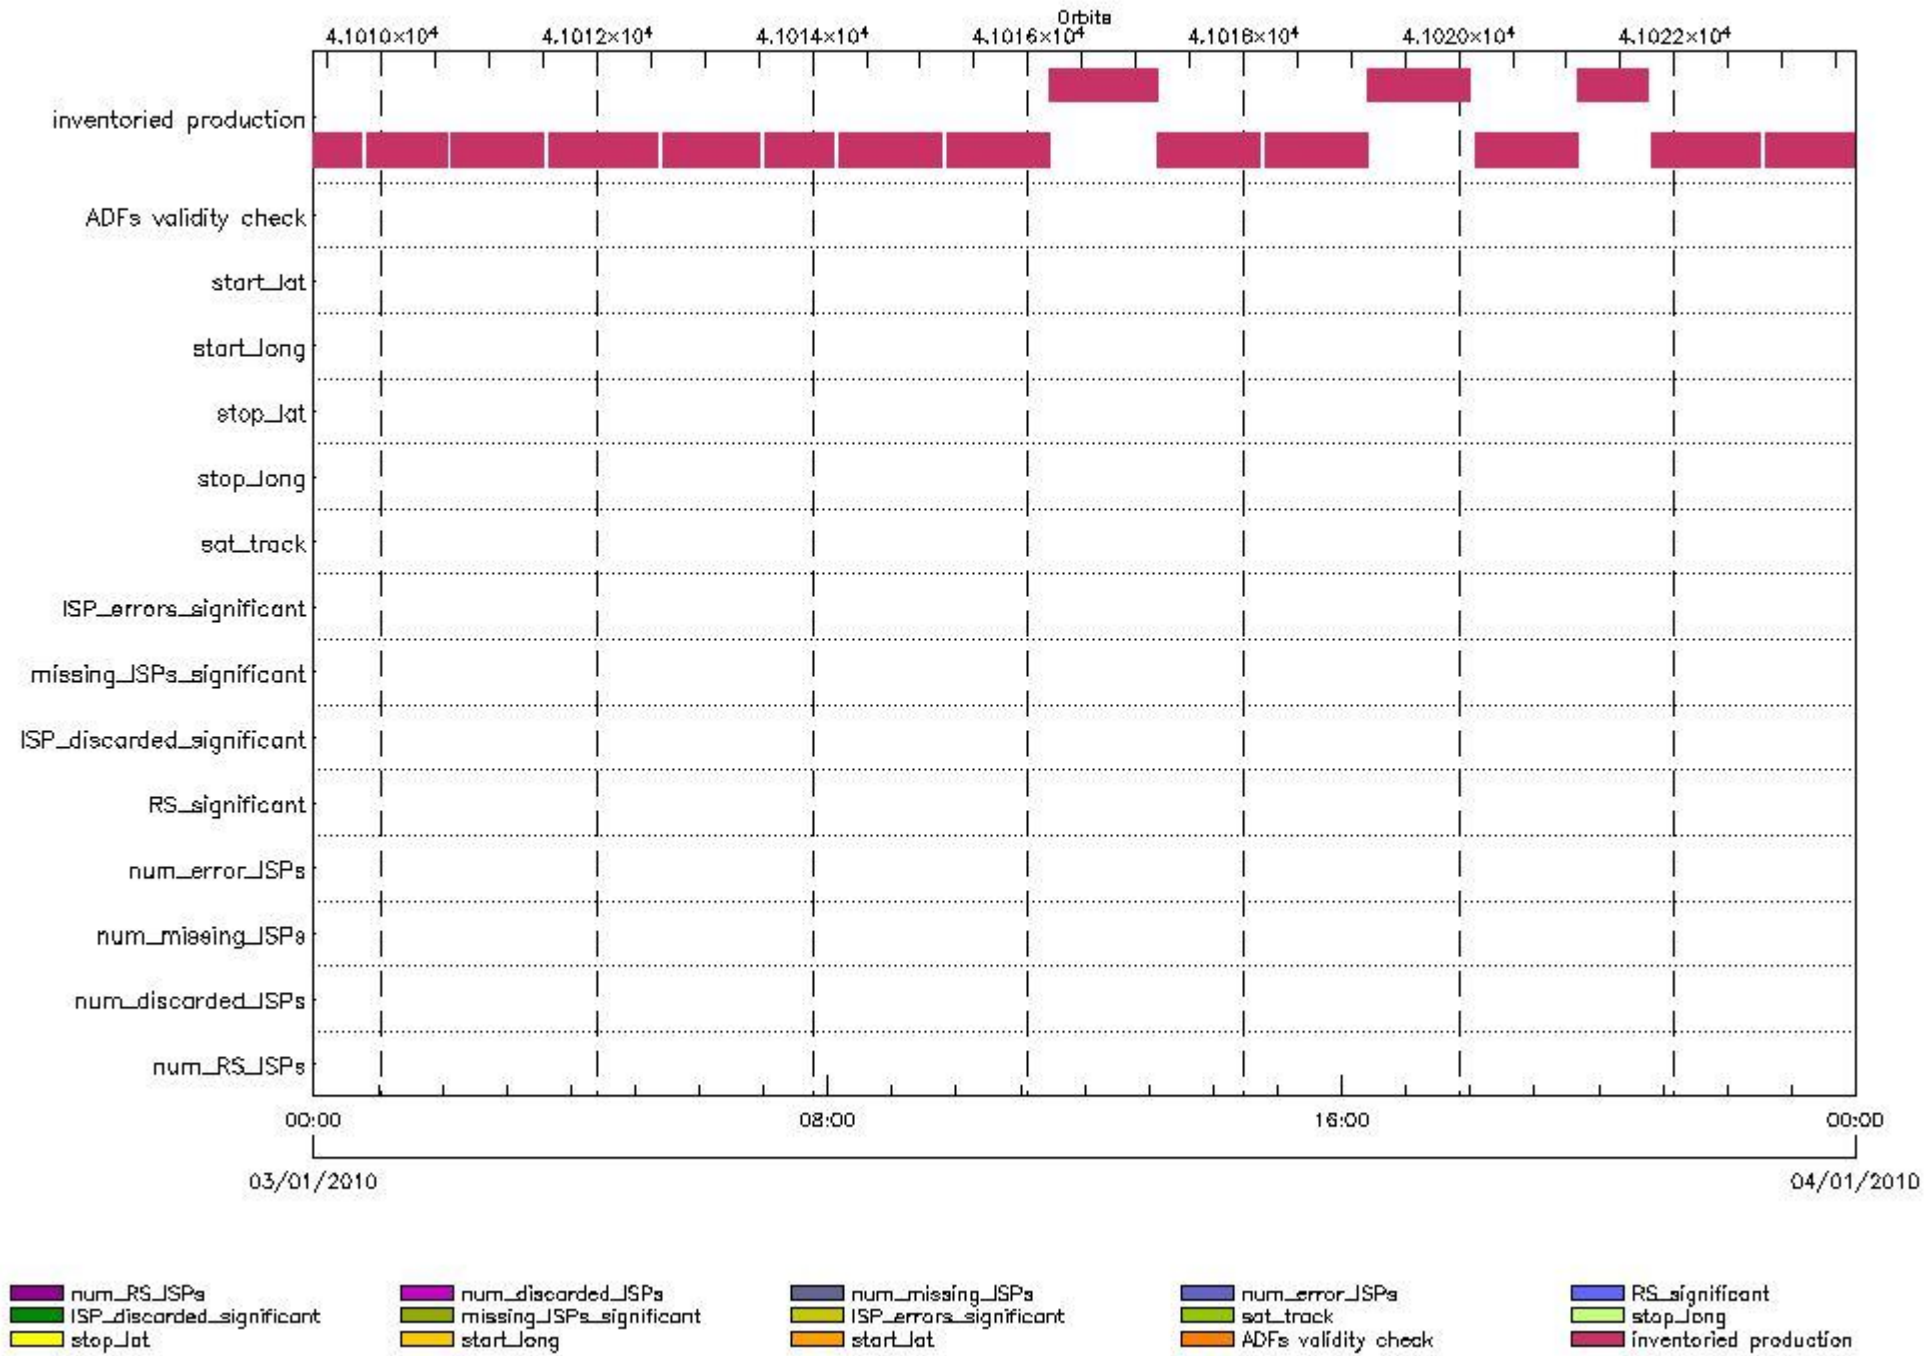 Orbits
4.1010×10⁴ 4.1012×10⁴ 4.1014×10⁴ 4.1016×10⁴ 4.1018×10⁴ 4.1020×10⁴ 4.1022×10⁴
inventoried production
ADFs validity check
start_lat
start_long
stop_lat
stop_long
sat_track
ISP_errors_significant
missing_ISPs_significant
ISP_discarded_significant
RS_significant
num_error_ISPs
num_missing_ISPs
num_discarded_ISPs
num_RS_ISPs
00:00 08:00 16:00 00:00
03/01/2010 04/01/2010
num_RS_ISPs num_discarded_ISPs num_missing_ISPs num_error_ISPs RS_significant
ISP_discarded_significant missing_ISPs_significant ISP_errors_significant sat_track stop_long
stop_lat start_long start_lat ADFs validity check inventoried production